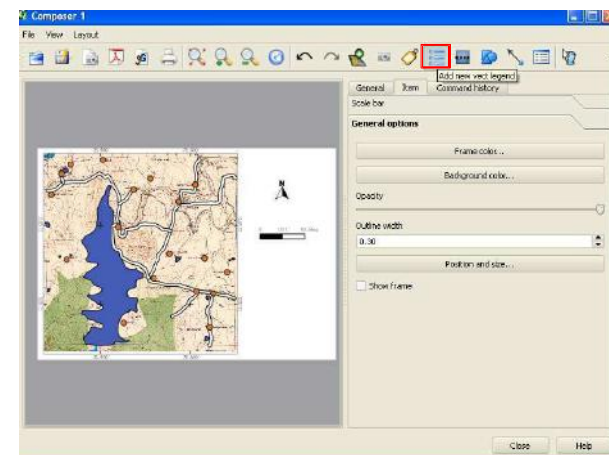 Composer 1
File View Layout
Add new vect legend
General Item Command history
Scale bar
General options
Frame color...
Background color...
Opacity
Outline width
0.30
Position and size...
Show frame
N
Close Help